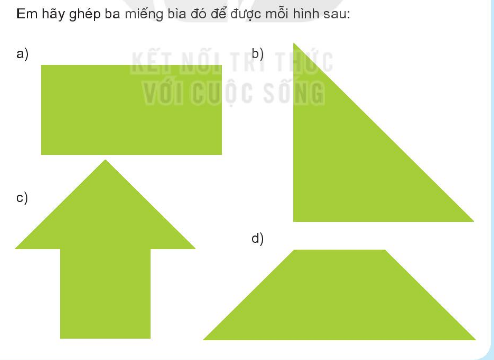 Em hãy ghép ba miếng bìa đó để được mỗi hình sau:
a)
b)
KẾT NỐI TRI THỨC
VỚI CUỘC SỐNG
c)
d)